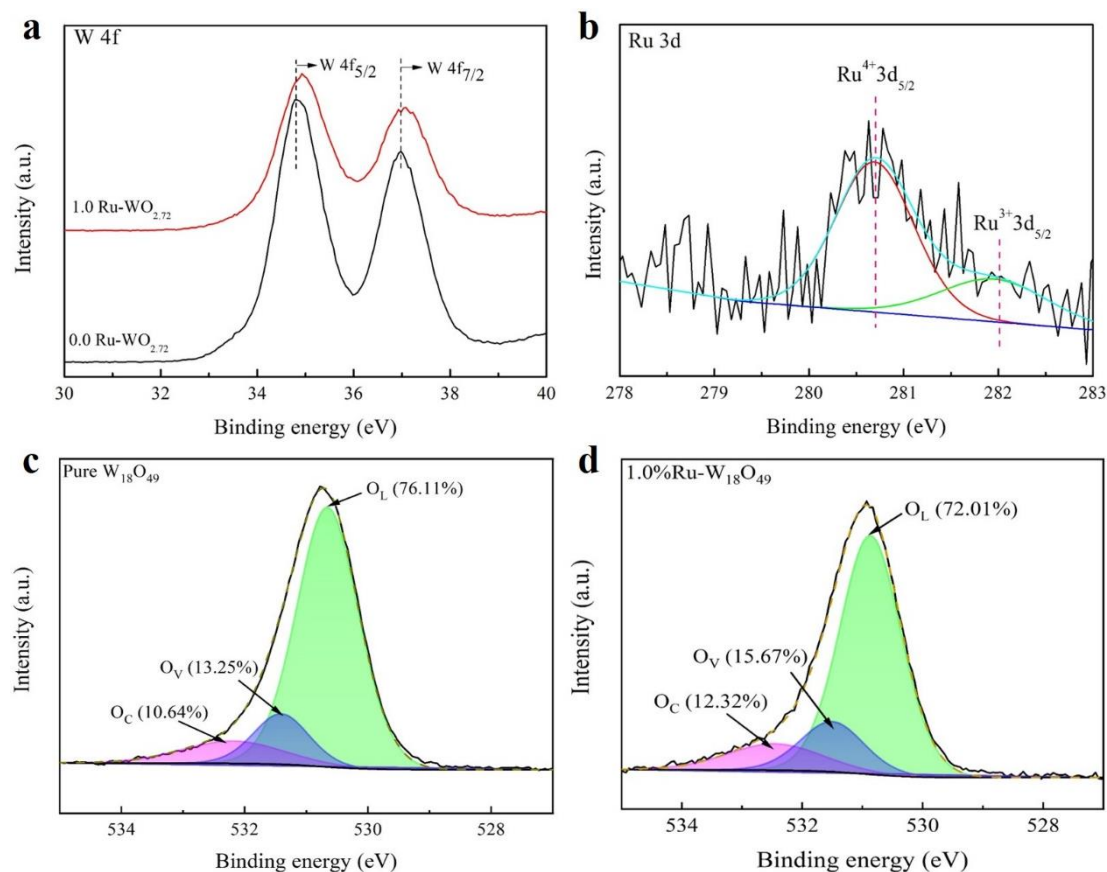 a
W 4f
W 4f5/2
W 4f7/2
1.0 Ru-WO2.72
0.0 Ru-WO2.72
Intensity (a.u.)
30 32 34 36 38 40
Binding energy (eV)
b
Ru 3d
Ru4+3d5/2
Ru3+3d5/2
Intensity (a.u.)
278 279 280 281 282 283
Binding energy (eV)
c
Pure W18O49
OL (76.11%)
OV (13.25%)
OC (10.64%)
Intensity (a.u.)
534 531 530 528
Binding energy (eV)
d
1.0%Ru-W18O49
OL (72.01%)
OV (15.67%)
OC (12.32%)
Intensity (a.u.)
534 531 530 528
Binding energy (eV)